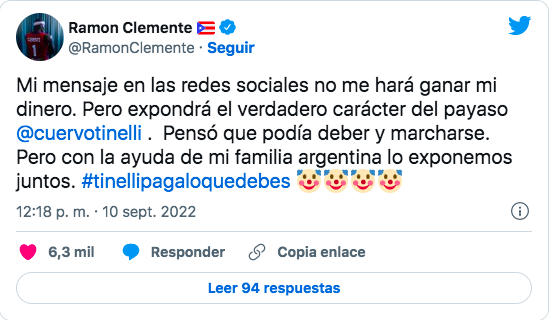 Ramon Clemente 🇵🇷
@RamonClemente · Seguir
Mi mensaje en las redes sociales no me hará ganar mi
dinero. Pero expondrá el verdadero carácter del payaso
@cuervotinelli .  Pensó que podía deber y marcharse.
Pero con la ayuda de mi familia argentina lo exponemos
juntos. #tinellipagaloquedebes 🤡🤡🤡🤡
12:18 p. m. · 10 sept. 2022
6,3 mil Responder Copia enlace
Leer 94 respuestas